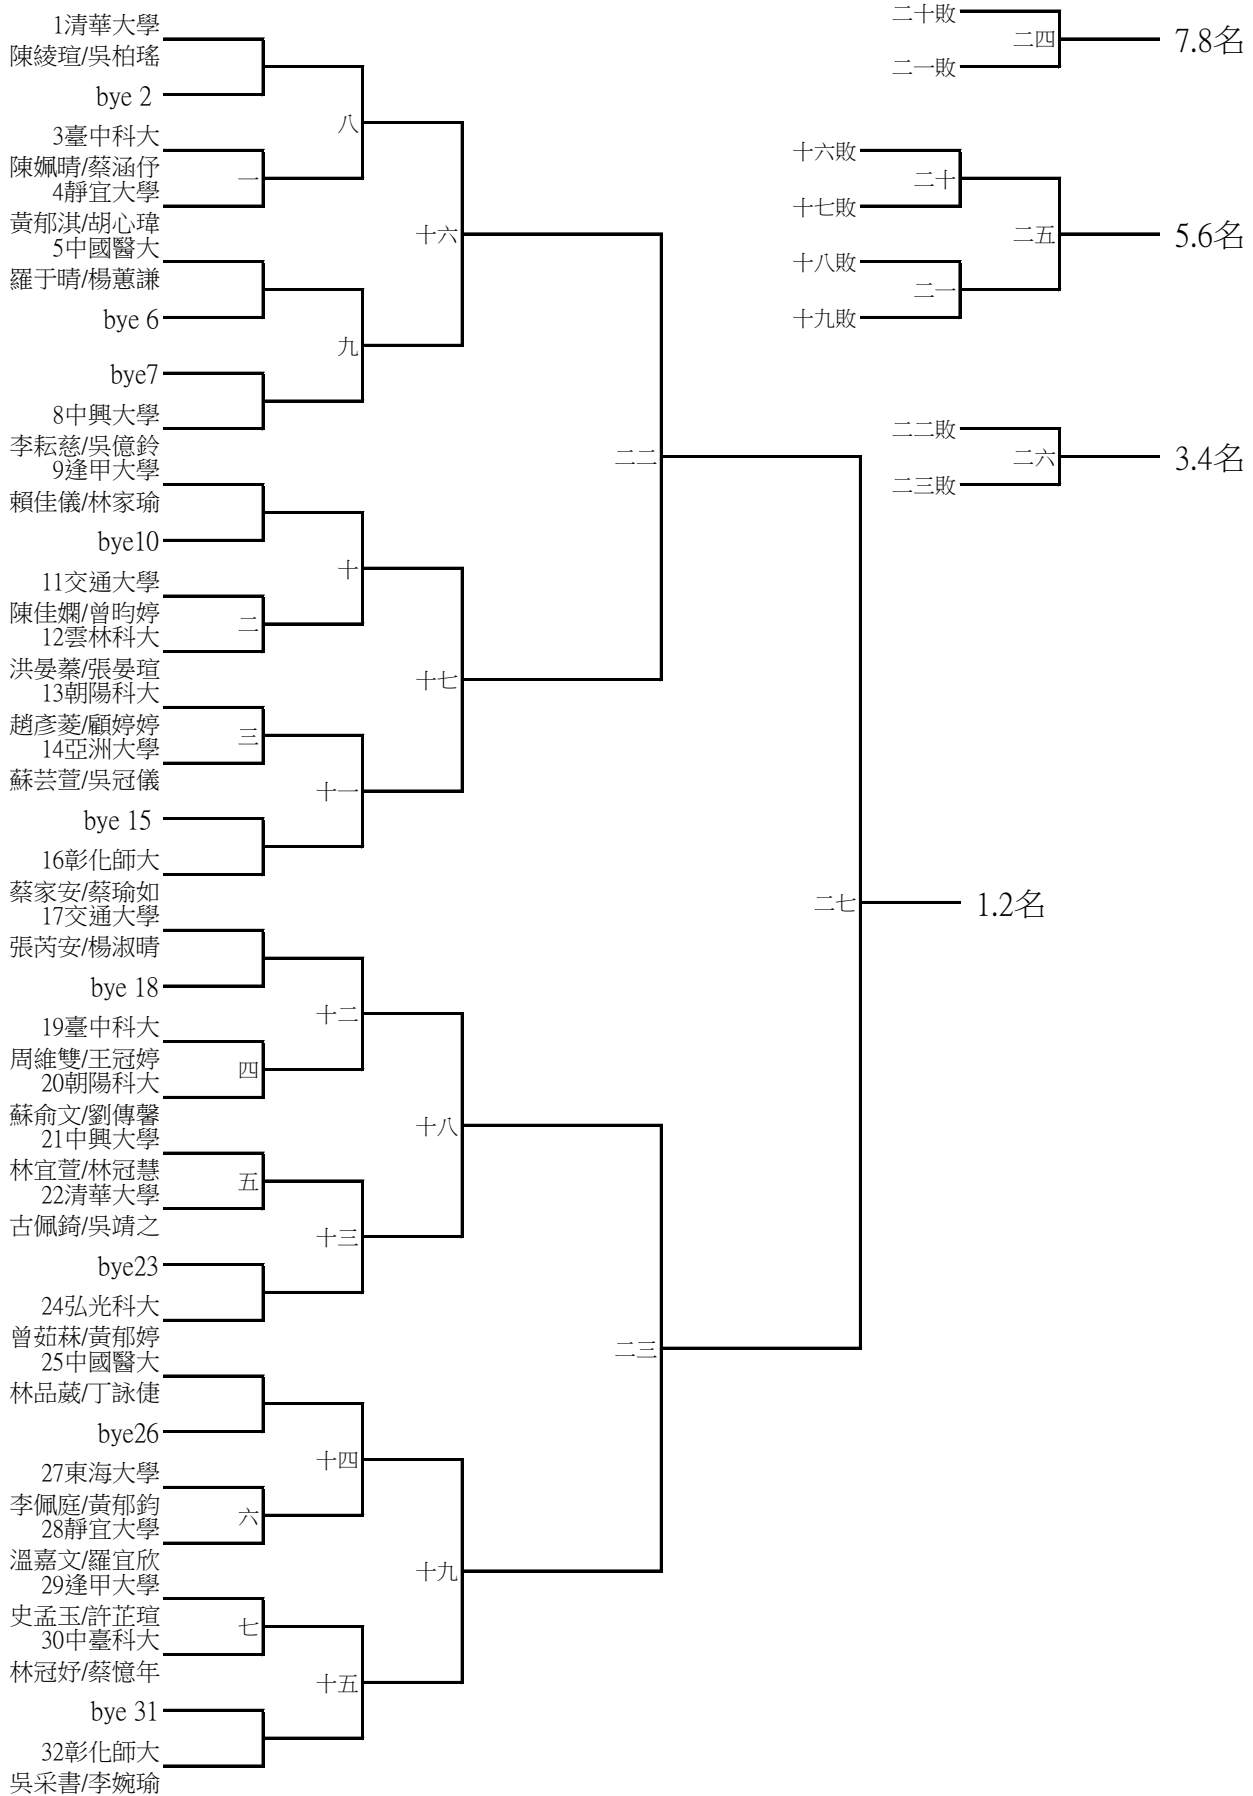 1清華大學
陳綾瑄/吳柏瑤
bye 2
3臺中科大
陳姵晴/蔡涵伃
4靜宜大學
黃郁淇/胡心瑋
5中國醫大
羅于晴/楊蕙謙
bye 6
bye7
8中興大學
李耘慈/吳億鈴
9逢甲大學
賴佳儀/林家瑜
bye10
11交通大學
陳佳嫻/曾昀婷
12雲林科大
洪晏蓁/張晏瑄
13朝陽科大
趙彥菱/顧婷婷
14亞洲大學
蘇芸萱/吳冠儀
bye 15
16彰化師大
蔡家安/蔡瑜如
17交通大學
張芮安/楊淑晴
bye 18
19臺中科大
周維雙/王冠婷
20朝陽科大
蘇俞文/劉傳馨
21中興大學
林宜萱/林冠慧
22清華大學
古佩錡/吳靖之
bye23
24弘光科大
曾茹菻/黃郁婷
25中國醫大
林品葳/丁詠倢
bye26
27東海大學
李佩庭/黃郁鈞
28靜宜大學
溫嘉文/羅宜欣
29逢甲大學
史孟玉/許芷瑄
30中臺科大
林冠妤/蔡憶年
bye 31
32彰化師大
吳采書/李婉瑜
一
二
三
四
五
六
七
八
九
十
十一
十二
十三
十四
十五
十六
十七
十八
十九
二二
二三
二七
1.2名
二十敗
二四
7.8名
二一敗
十六敗
二十
十七敗
二五
5.6名
十八敗
二一
十九敗
二二敗
二六
3.4名
二三敗